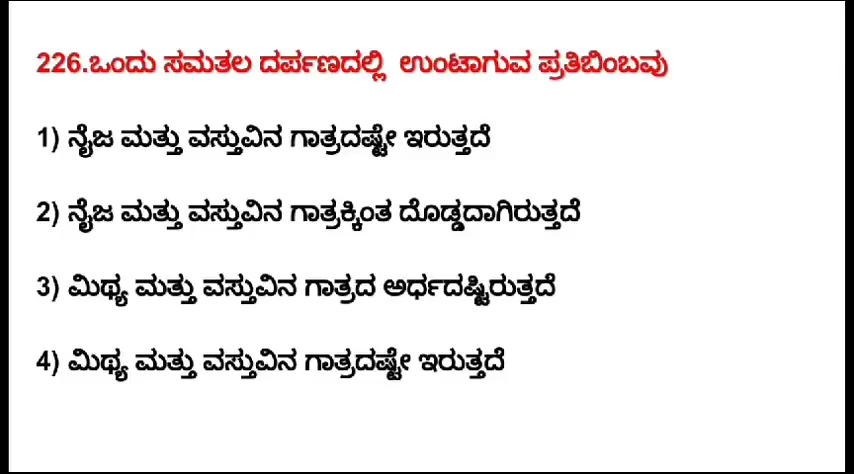 226.ಒಂದು ಸಮತಲ ದರ್ಪಣದಲ್ಲಿ ಉಂಟಾಗುವ ಪ್ರತಿಬಿಂಬವು
1) ನೈಜ ಮತ್ತು ವಸ್ತುವಿನ ಗಾತ್ರದಷ್ಟೇ ಇರುತ್ತದೆ
2) ನೈಜ ಮತ್ತು ವಸ್ತುವಿನ ಗಾತ್ರಕ್ಕಿಂತ ದೊಡ್ಡದಾಗಿರುತ್ತದೆ
3) ಮಿಥ್ಯ ಮತ್ತು ವಸ್ತುವಿನ ಗಾತ್ರದ ಅರ್ಧದಷ್ಟಿರುತ್ತದೆ
4) ಮಿಥ್ಯ ಮತ್ತು ವಸ್ತುವಿನ ಗಾತ್ರದಷ್ಟೇ ಇರುತ್ತದೆ